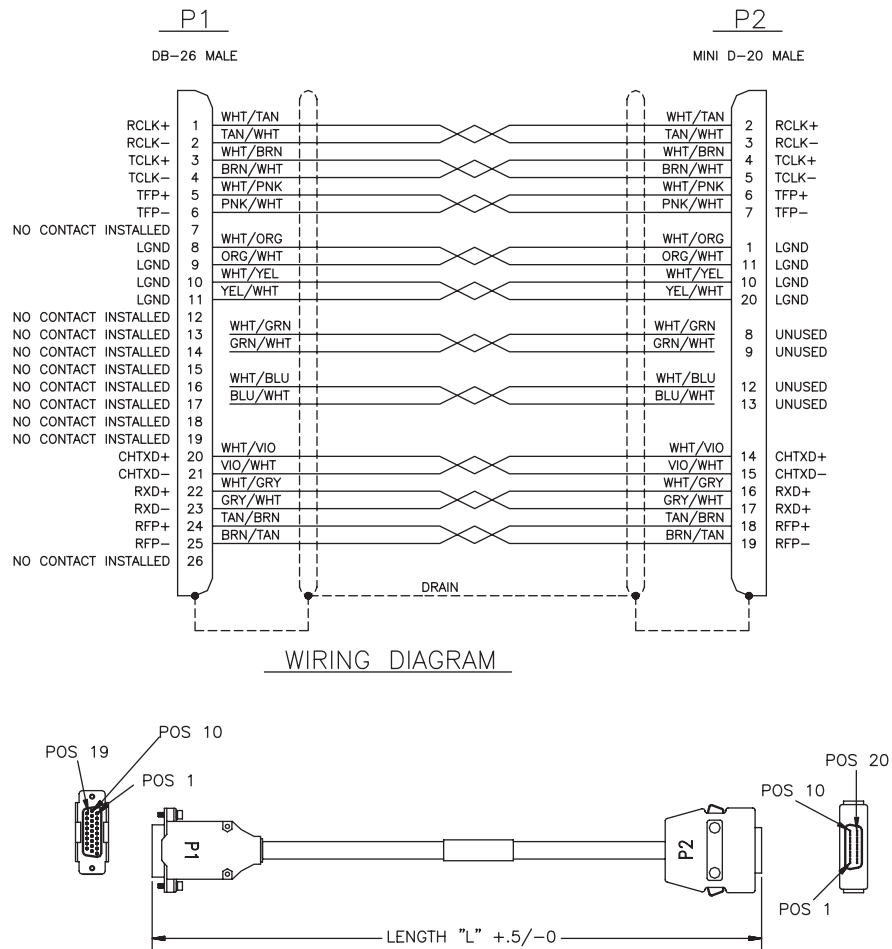 P1
P2
DB-26 MALE
MINI D-20 MALE
RCLK+ 1 WHT/TAN WHT/TAN 2 RCLK+
RCLK- 2 TAN/WHT TAN/WHT 3 RCLK-
TCLK+ 3 WHT/BRN WHT/BRN 4 TCLK+
TCLK- 4 BRN/WHT BRN/WHT 5 TCLK-
TFP+ 5 WHT/PNK WHT/PNK 6 TFP+
TFP- 6 PNK/WHT PNK/WHT 7 TFP-
NO CONTACT INSTALLED 7
LGND 8 WHT/ORG WHT/ORG 1 LGND
LGND 9 ORG/WHT ORG/WHT 11 LGND
LGND 10 WHT/YEL WHT/YEL 10 LGND
LGND 11 YEL/WHT YEL/WHT 20 LGND
NO CONTACT INSTALLED 12
NO CONTACT INSTALLED 13 WHT/GRN WHT/GRN 8 UNUSED
NO CONTACT INSTALLED 14 GRN/WHT GRN/WHT 9 UNUSED
NO CONTACT INSTALLED 15
NO CONTACT INSTALLED 16 WHT/BLU WHT/BLU 12 UNUSED
NO CONTACT INSTALLED 17 BLU/WHT BLU/WHT 13 UNUSED
NO CONTACT INSTALLED 18
NO CONTACT INSTALLED 19
CHTXD+ 20 WHT/VIO WHT/VIO 14 CHTXD+
CHTXD- 21 VIO/WHT VIO/WHT 15 CHTXD-
RXD+ 22 WHT/GRY WHT/GRY 16 RXD+
RXD- 23 GRY/WHT GRY/WHT 17 RXD+
RFP+ 24 TAN/BRN TAN/BRN 18 RFP+
RFP- 25 BRN/TAN BRN/TAN 19 RFP-
NO CONTACT INSTALLED 26
DRAIN
WIRING DIAGRAM
POS 19
POS 10
POS 1
P1
P2
POS 20
POS 10
POS 1
LENGTH "L" +.5/-0